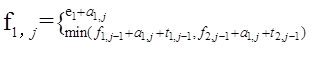 f₁, ⱼ={e₁+a₁,ⱼ
min( f₁,ⱼ₋₁+a₁,ⱼ+t₁,ⱼ₋₁, f₂,ⱼ₋₁+a₁,ⱼ+t₂,ⱼ₋₁)